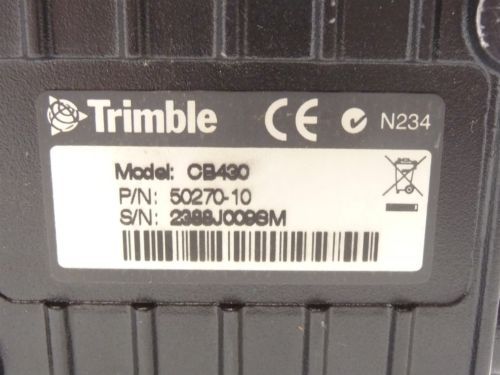 Trimble CE N234
Model: CB430
P/N: 50270-10
S/N: 2388J009SM